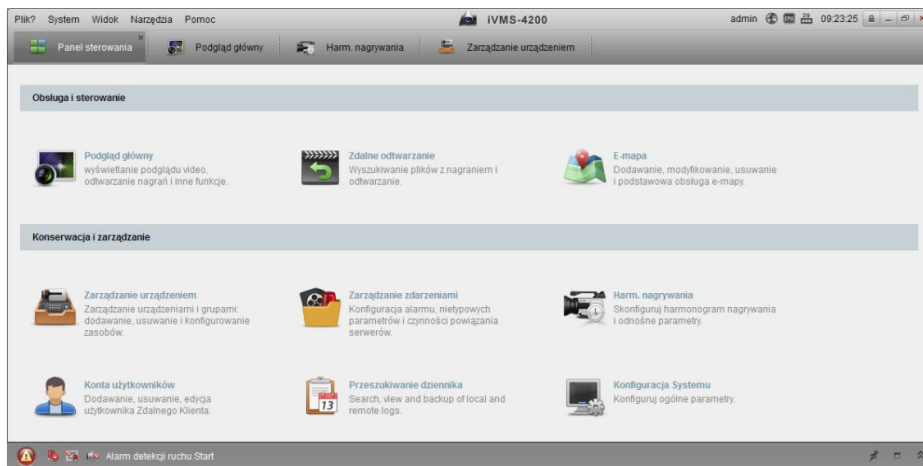 Plik? System Widok Narzędzia Pomoc iVMS-4200 admin 09:23:25
Panel sterowania Podgląd główny Harm. nagrywania Zarządzanie urządzeniem
Obsługa i sterowanie
Podgląd główny
wyświetlanie podglądu video,
odtwarzanie nagrań i inne funkcje.
Zdalne odtwarzanie
Wyszukiwanie plików z nagraniem i
odtwarzanie.
E-mapa
Dodawanie, modyfikowanie, usuwanie
i podstawowa obsługa e-mapy.
Konserwacja i zarządzanie
Zarządzanie urządzeniem
Zarządzanie urządzeniami i grupami:
dodawanie, usuwanie i konfigurowanie
zasobów.
Zarządzanie zdarzeniami
Konfiguracja alarmu, nietypowych
parametrów i czynności powiązania
serwerów.
Harm. nagrywania
Skonfiguruj harmonogram nagrywania
i odnośne parametry.
Konta użytkowników
Dodawanie, usuwanie, edycja
użytkownika Zdalnego Klienta.
13
Przeszukiwanie dziennika
Search, view and backup of local and
remote logs.
Konfiguracja Systemu
Konfiguruj ogólne parametry.
Alarm detekcji ruchu Start